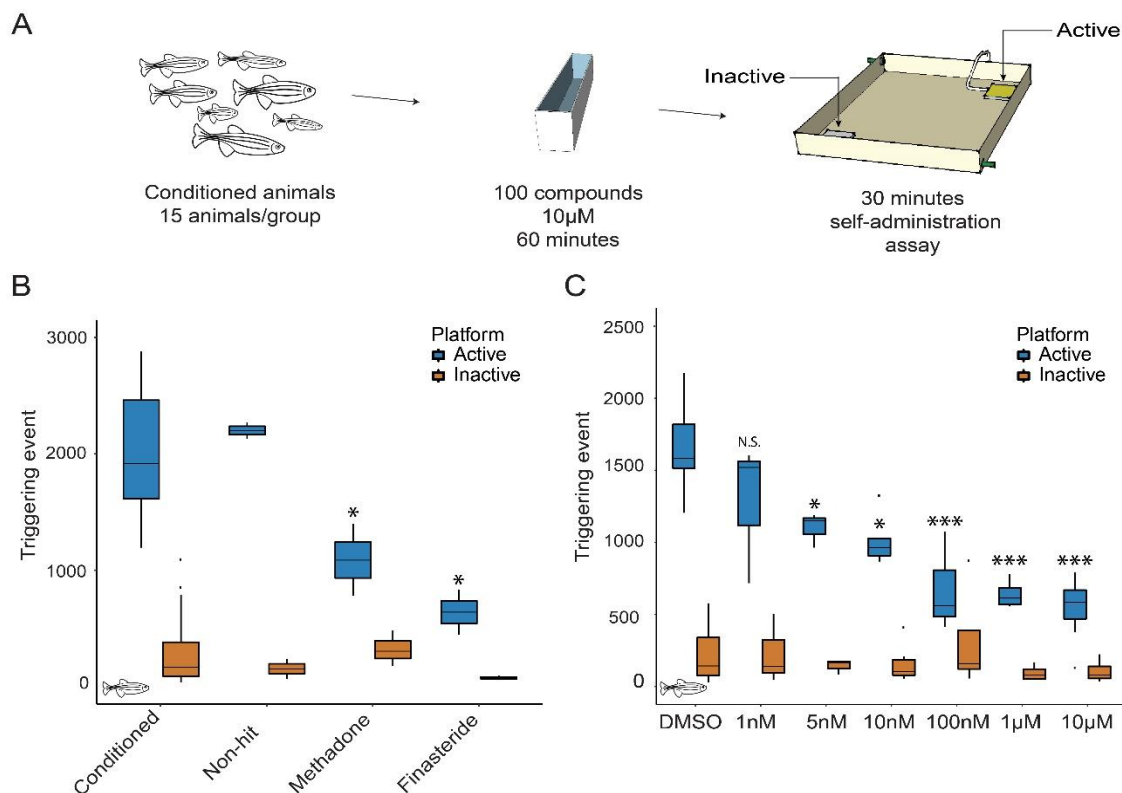 A
Conditioned animals
15 animals/group
100 compounds
10µM
60 minutes
Inactive
Active
30 minutes
self-administration
assay
B
Triggering event
3000
2000
1000
0
Platform
Active
Inactive
*
*
Conditioned
Non-hit
Methadone
Finasteride
C
Triggering event
2500
2000
1500
1000
500
0
Platform
Active
Inactive
N.S.
*
*
***
***
***
DMSO
1nM
5nM
10nM
100nM
1µM
10µM